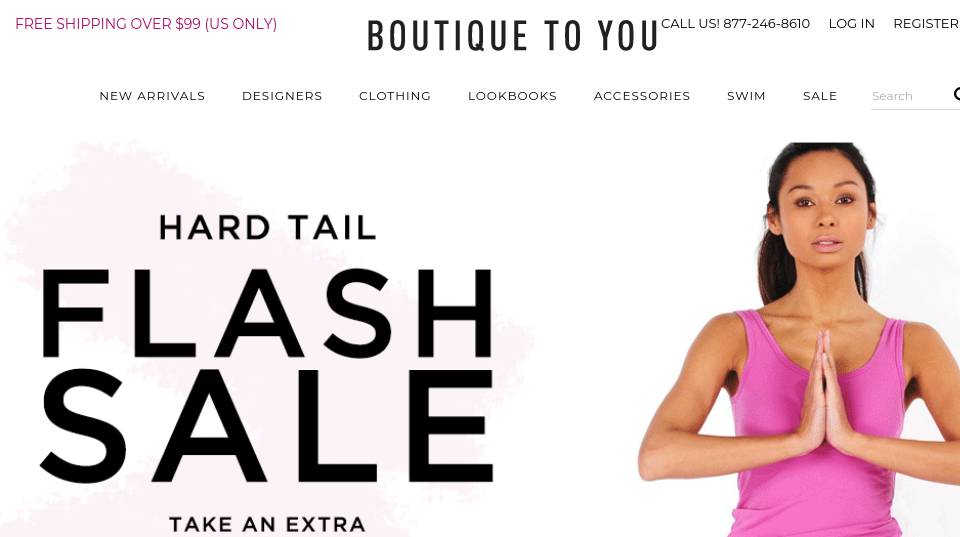 FREE SHIPPING OVER $99 (US ONLY)
BOUTIQUE TO YOU
CALL US! 877-246-8610 LOG IN REGISTER
NEW ARRIVALS DESIGNERS CLOTHING LOOKBOOKS ACCESSORIES SWIM SALE Search
HARD TAIL
FLASH
SALE
TAKE AN EXTRA